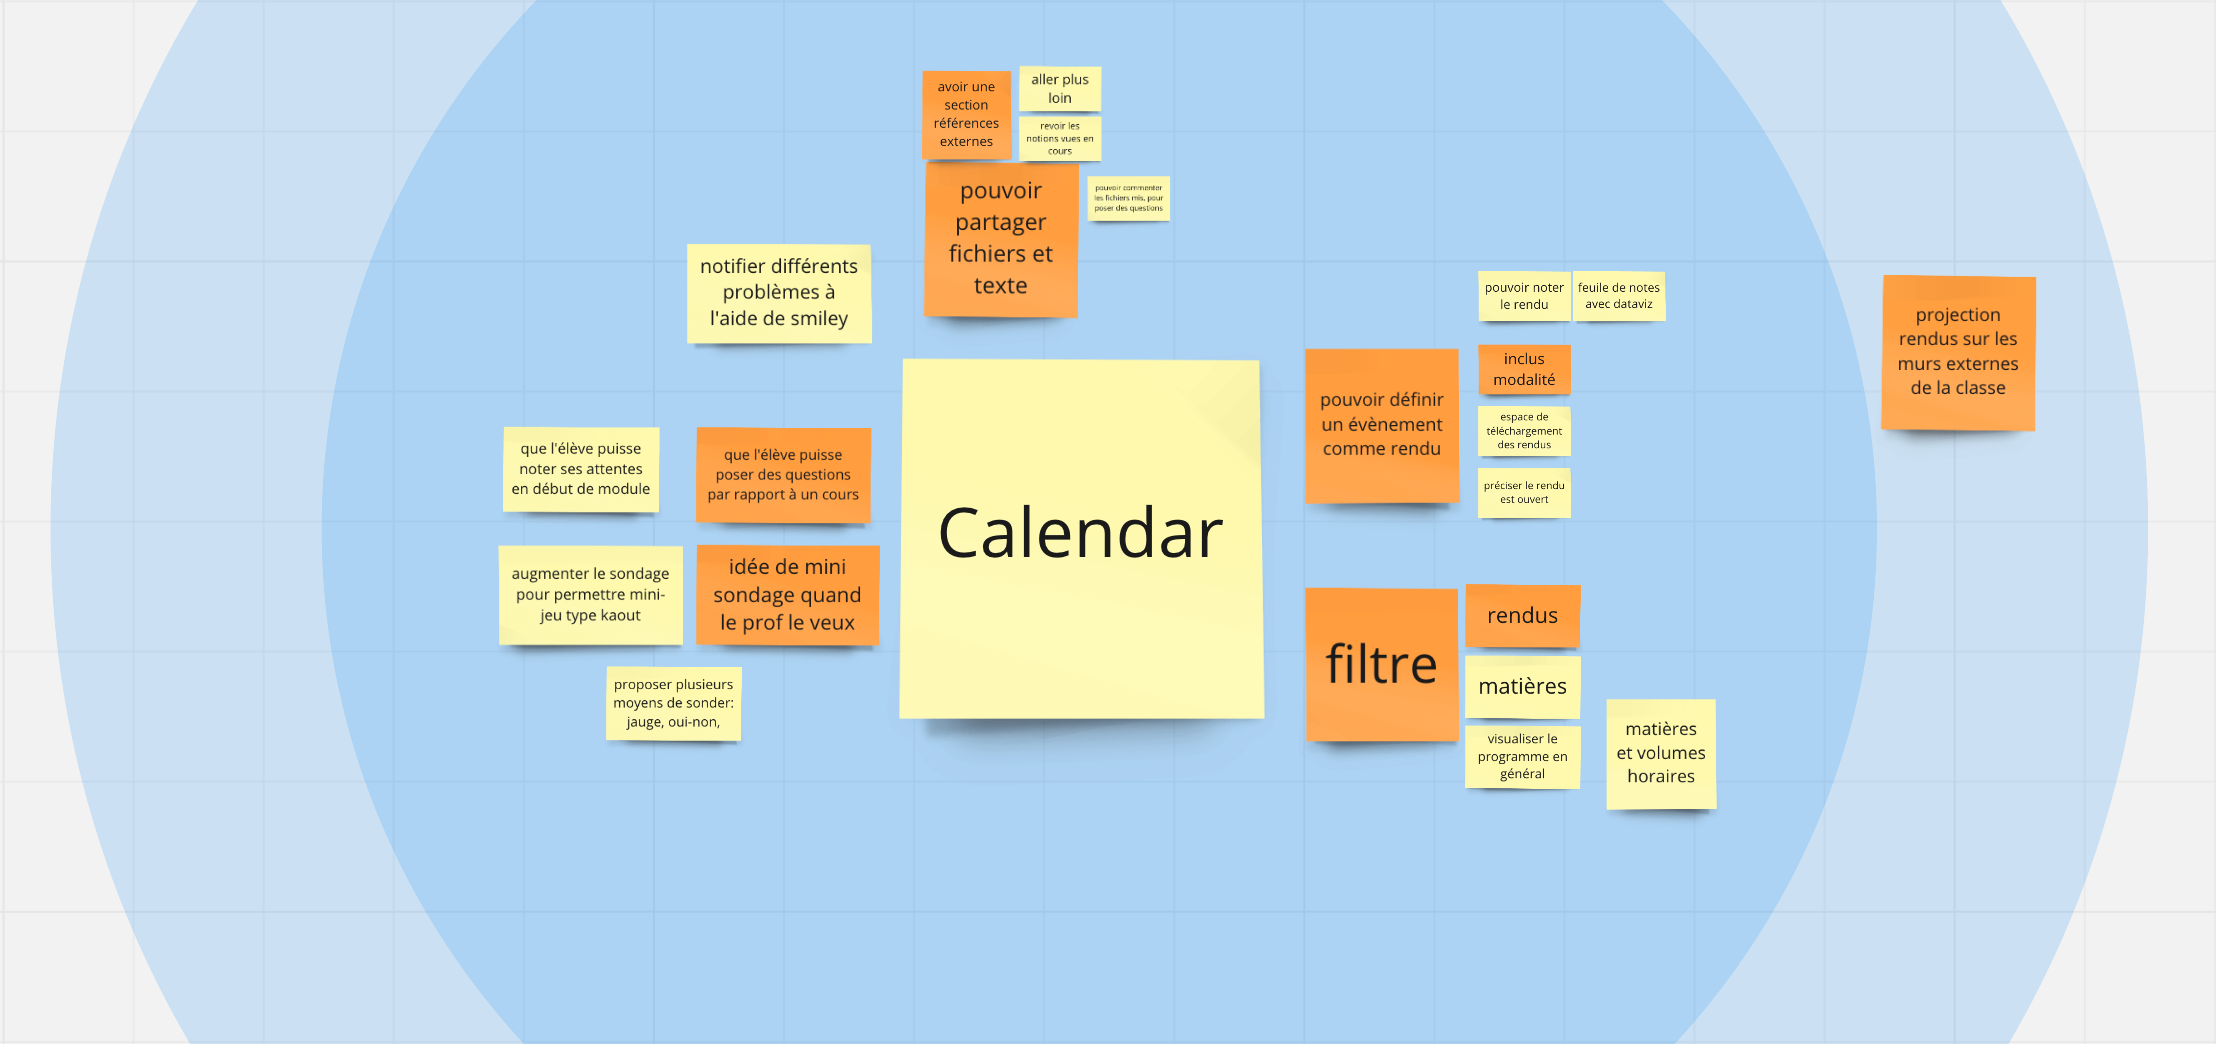 avoir une
section
références
externes
aller plus
loin
revoir les
notions vues en
cours
pouvoir
partager
fichiers et
texte
pouvoir commenter
les fichiers mis, pour
poser des questions
notifier différents
problèmes à
l'aide de smiley
pouvoir noter
le rendu
feuile de notes
avec dataviz
projection
rendus sur les
murs externes
de la classe
pouvoir définir
un évènement
comme rendu
inclus
modalité
espace de
téléchargement
des rendus
préciser le rendu
est ouvert
que l'élève puisse
noter ses attentes
en début de module
que l'élève puisse
poser des questions
par rapport à un cours
Calendar
augmenter le sondage
pour permettre mini-
jeu type kaout
idée de mini
sondage quand
le prof le veux
proposer plusieurs
moyens de sonder:
jauge, oui-non,
filtre
rendus
matières
visualiser le
programme en
général
matières
et volumes
horaires